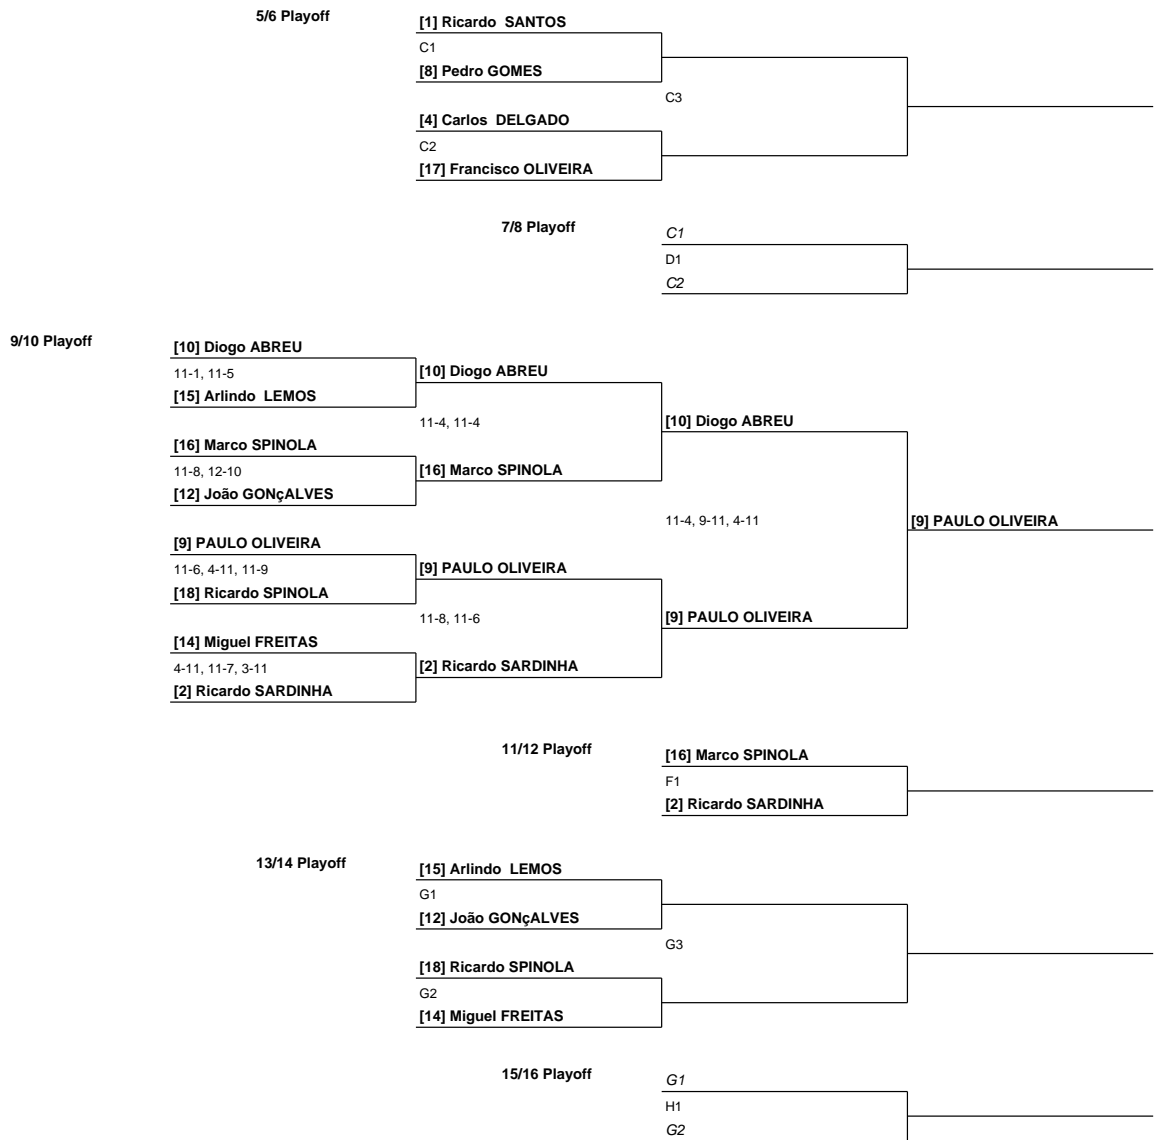 5/6 Playoff
[1] Ricardo  SANTOS
C1
[8] Pedro GOMES
C3
[4] Carlos  DELGADO
C2
[17] Francisco OLIVEIRA
7/8 Playoff
C1
D1
C2
9/10 Playoff
[10] Diogo ABREU
11-1, 11-5
[15] Arlindo  LEMOS
[10] Diogo ABREU
11-4, 11-4
[10] Diogo ABREU
[16] Marco SPINOLA
11-8, 12-10
[12] João GONçALVES
[16] Marco SPINOLA
11-4, 9-11, 4-11
[9] PAULO OLIVEIRA
[9] PAULO OLIVEIRA
11-6, 4-11, 11-9
[18] Ricardo SPINOLA
[9] PAULO OLIVEIRA
11-8, 11-6
[9] PAULO OLIVEIRA
[14] Miguel FREITAS
4-11, 11-7, 3-11
[2] Ricardo SARDINHA
[2] Ricardo SARDINHA
11/12 Playoff
[16] Marco SPINOLA
F1
[2] Ricardo SARDINHA
13/14 Playoff
[15] Arlindo  LEMOS
G1
[12] João GONçALVES
G3
[18] Ricardo SPINOLA
G2
[14] Miguel FREITAS
15/16 Playoff
G1
H1
G2